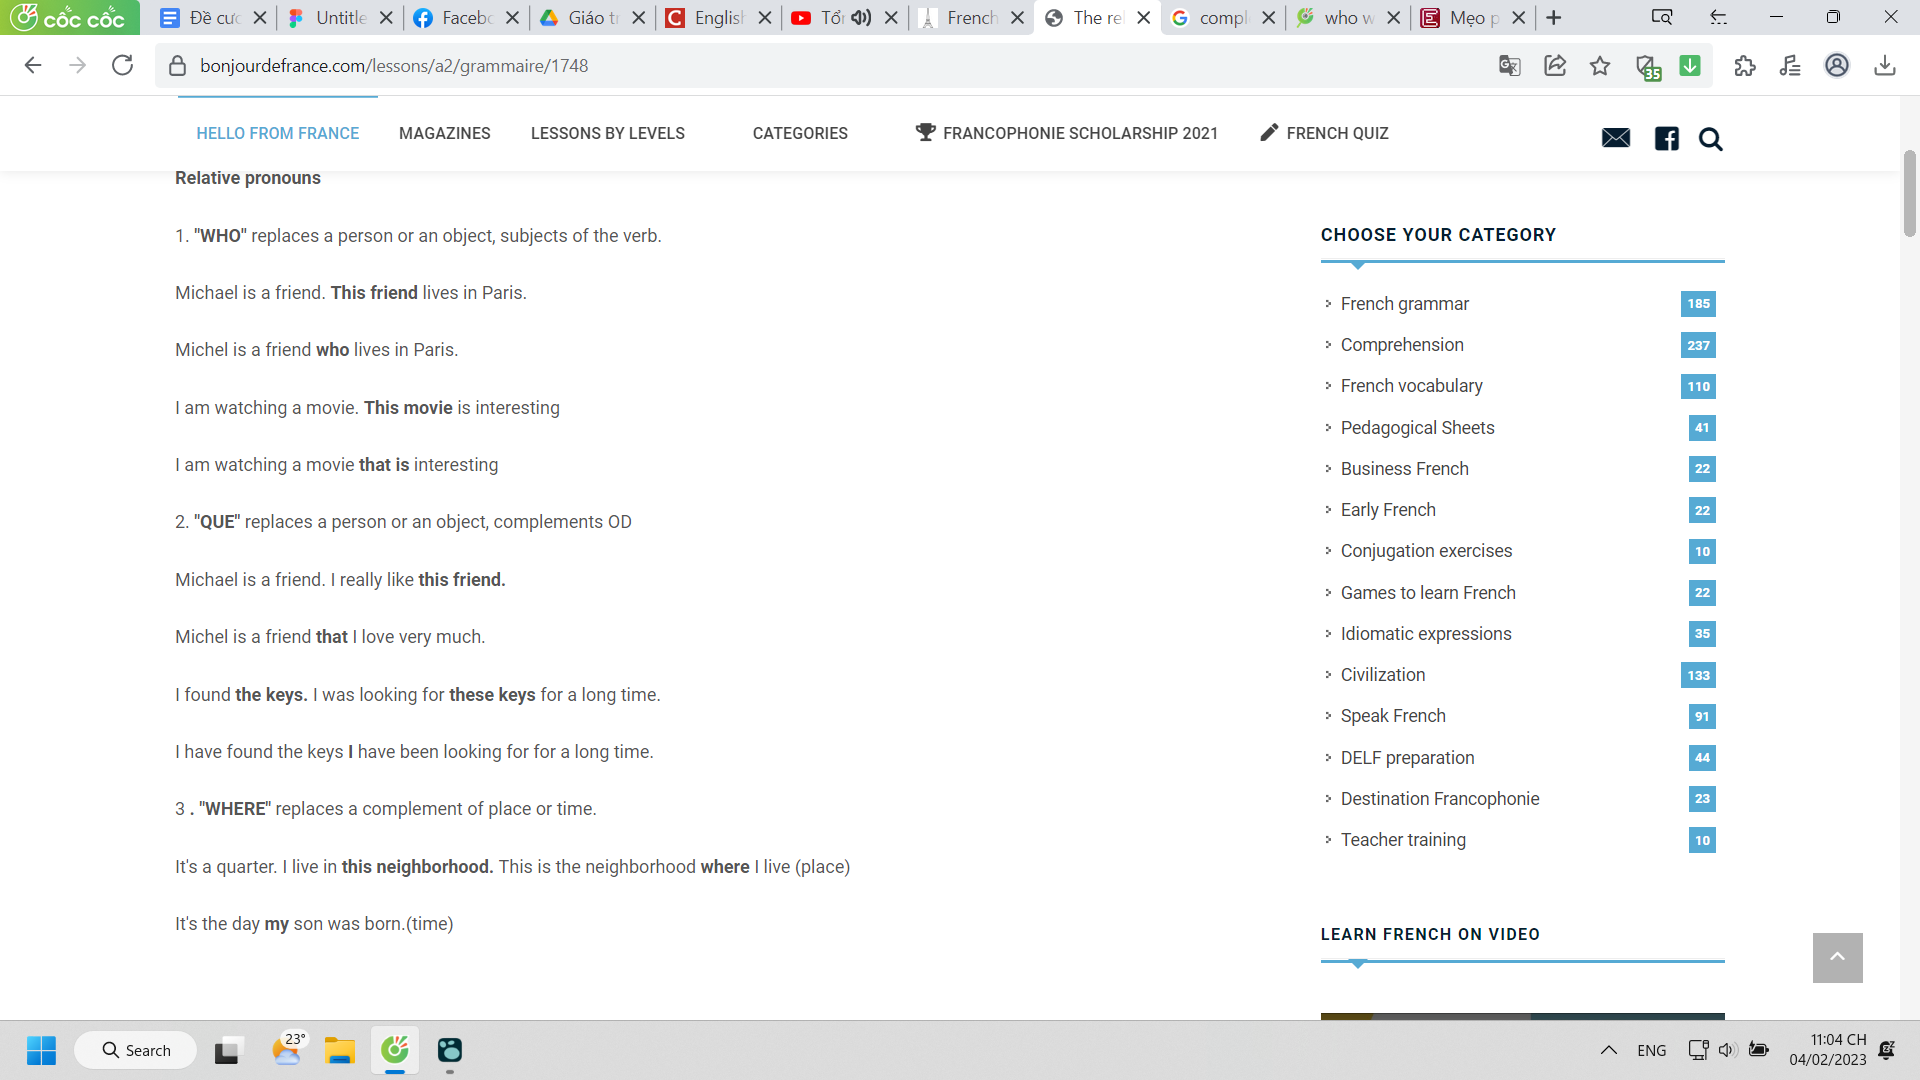 cốc cốc
Đề cươ
Untitle
Facebo
Giáo tr
English
Tổn
French
The rel
compl
who w
Mẹo p
bonjourdefrance.com/lessons/a2/grammaire/1748
35
HELLO FROM FRANCE
MAGAZINES
LESSONS BY LEVELS
CATEGORIES
FRANCOPHONIE SCHOLARSHIP 2021
FRENCH QUIZ
Relative pronouns
1. "WHO" replaces a person or an object, subjects of the verb.
Michael is a friend. This friend lives in Paris.
Michel is a friend who lives in Paris.
I am watching a movie. This movie is interesting
I am watching a movie that is interesting
2. "QUE" replaces a person or an object, complements OD
Michael is a friend. I really like this friend.
Michel is a friend that I love very much.
I found the keys. I was looking for these keys for a long time.
I have found the keys I have been looking for for a long time.
3 . "WHERE" replaces a complement of place or time.
It's a quarter. I live in this neighborhood. This is the neighborhood where I live (place)
It's the day my son was born.(time)
CHOOSE YOUR CATEGORY
French grammar 185
Comprehension 237
French vocabulary 110
Pedagogical Sheets 41
Business French 22
Early French 22
Conjugation exercises 10
Games to learn French 22
Idiomatic expressions 35
Civilization 133
Speak French 91
DELF preparation 44
Destination Francophonie 23
Teacher training 10
LEARN FRENCH ON VIDEO
Search
23°
ENG
11:04 CH
04/02/2023